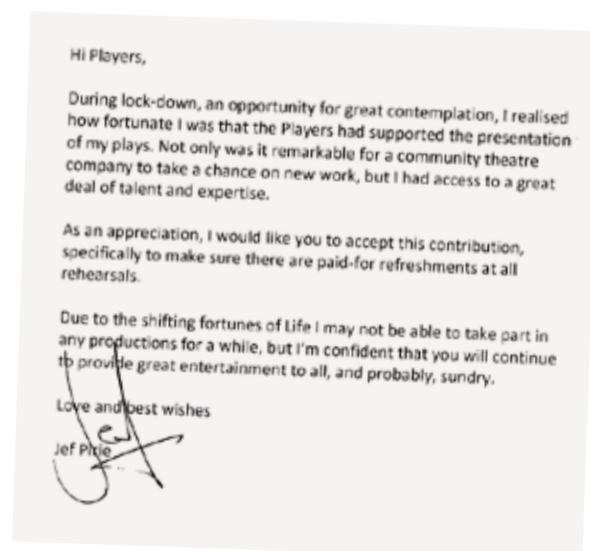 Hi Players,
During lock-down, an opportunity for great contemplation, I realised
how fortunate I was that the Players had supported the presentation
of my plays. Not only was it remarkable for a community theatre
company to take a chance on new work, but I had access to a great
deal of talent and expertise.
As an appreciation, I would like you to accept this contribution,
specifically to make sure there are paid-for refreshments at all
rehearsals.
Due to the shifting fortunes of Life I may not be able to take part in
any productions for a while, but I'm confident that you will continue
to provide great entertainment to all, and probably, sundry.
Love and best wishes
Jef Pirie